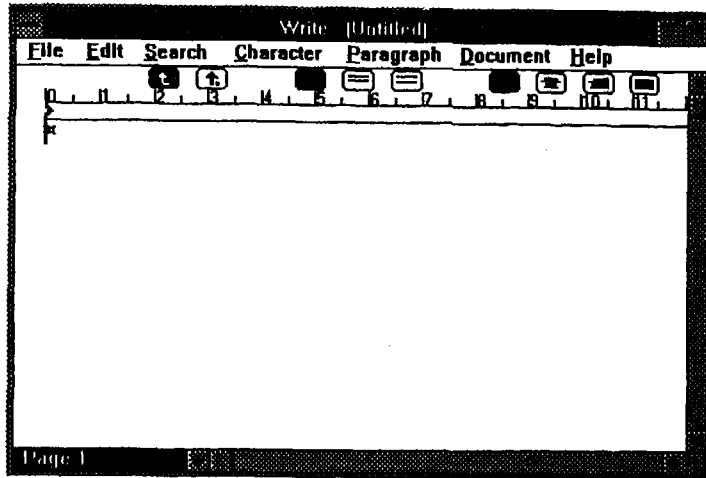 Write - [Untitled]
File Edit Search Character Paragraph Document Help
0 1 2 3 4 5 6 7 8 9 10 11
Page 1